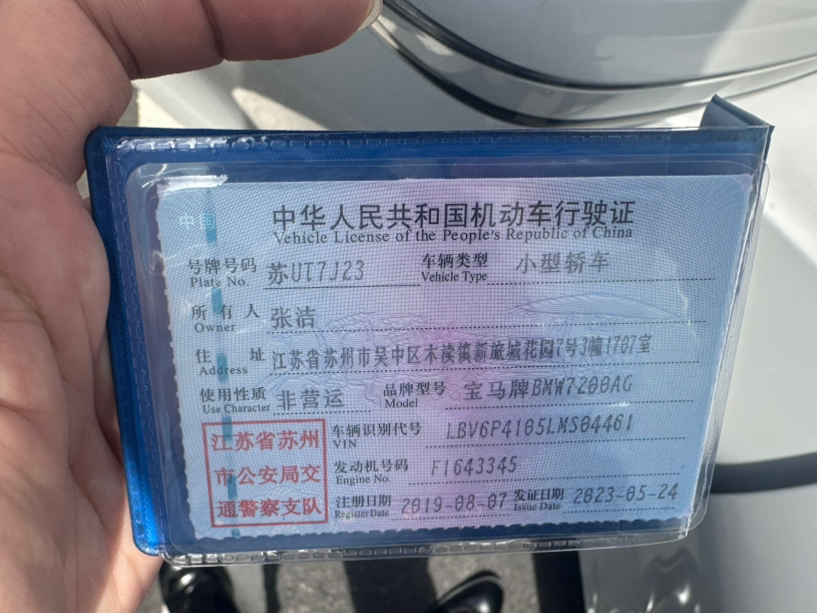 中国
中华人民共和国机动车行驶证
Vehicle License of the People's Republic of China
号牌号码 苏UT7J23 车辆类型 小型轿车
Plate No. Vehicle Type
所有人 张洁
Owner
住址 江苏省苏州市吴中区木渎镇新旅城花园7号3幢1707室
Address
使用性质 非营运 品牌型号 宝马牌BMW7200AG
Use Character Model
江苏省苏州
市公安局交
通警察支队
车辆识别代号 LBV6P4105LMS04461
VIN
发动机号码 F1643345
Engine No.
注册日期 2019-08-07 发证日期 2023-05-24
Register Date Issue Date